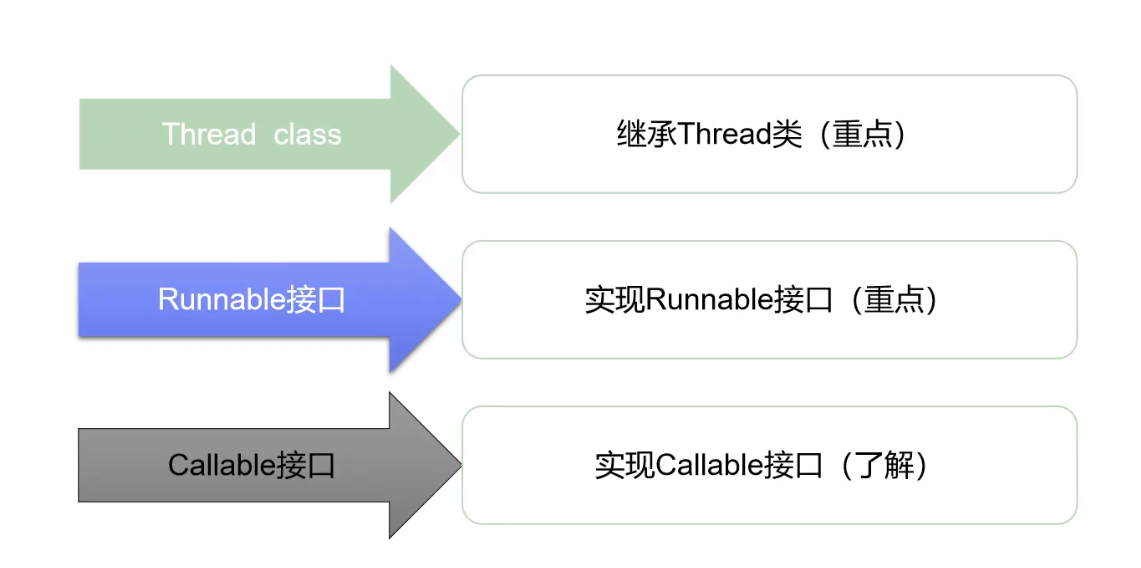 Thread class
继承Thread类（重点）
Runnable接口
实现Runnable接口（重点）
Callable接口
实现Callable接口（了解）